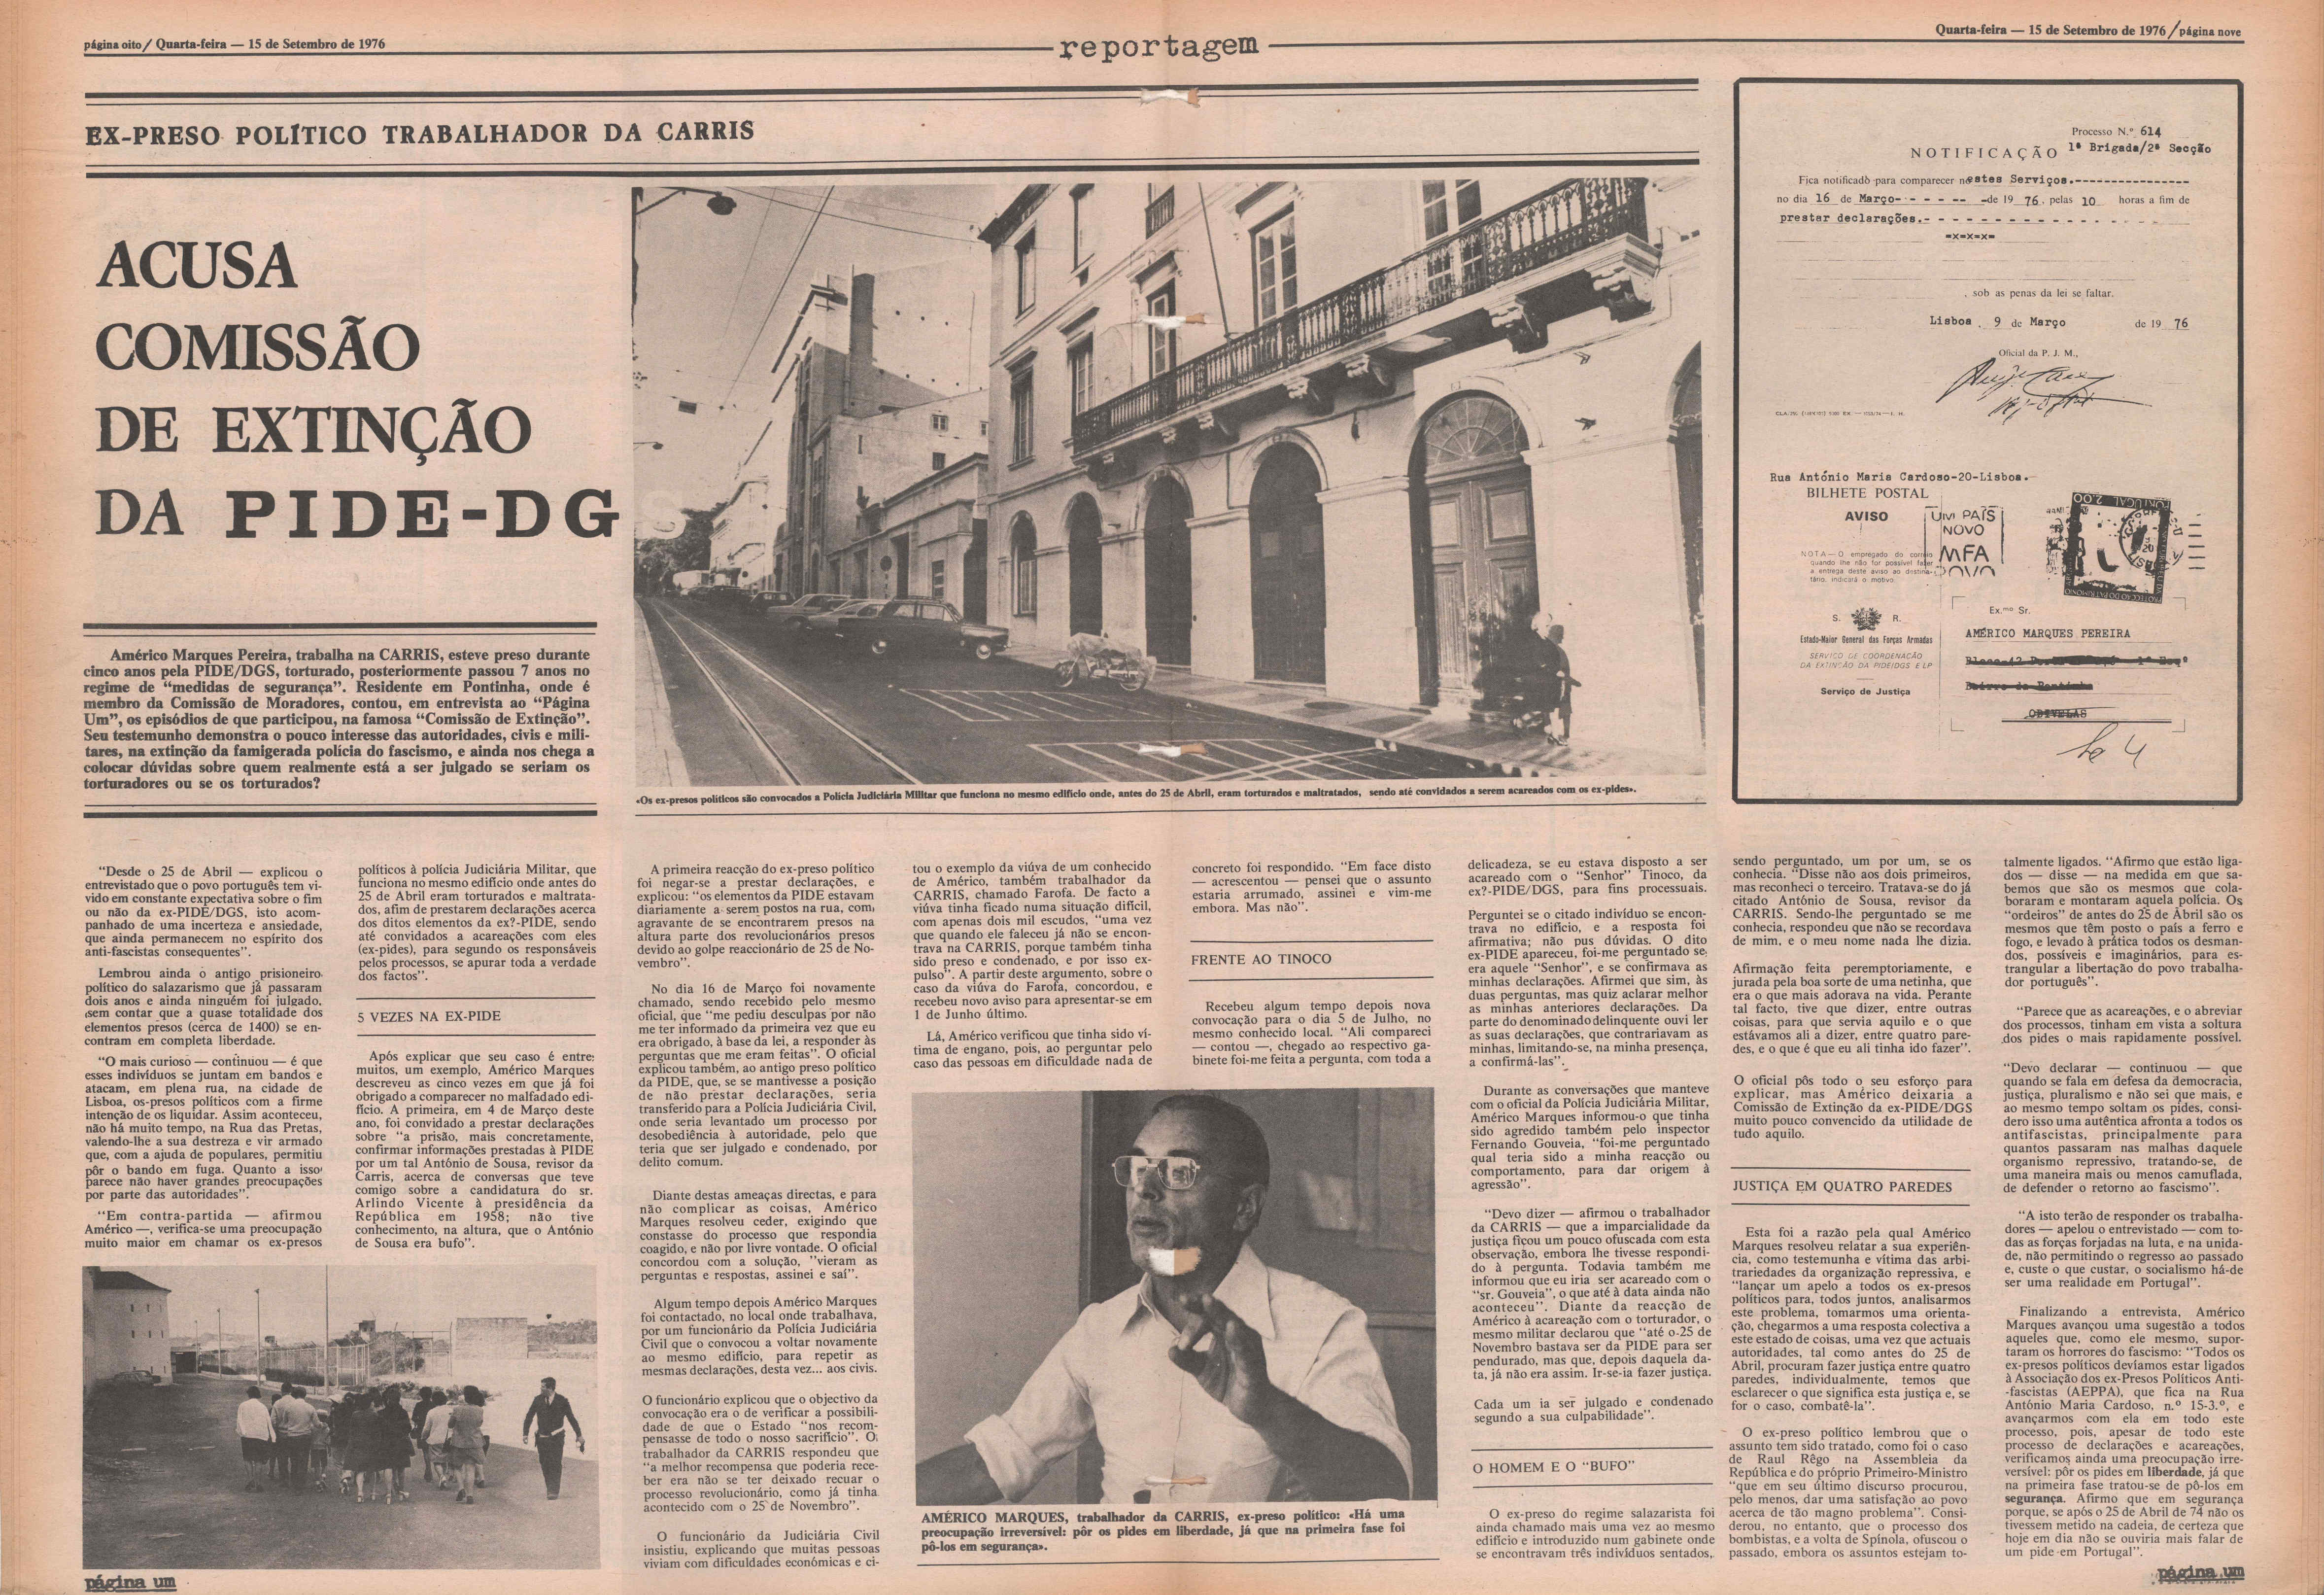 página oito / Quarta-feira — 15 de Setembro de 1976
reportagem
Quarta-feira — 15 de Setembro de 1976 / página nove
EX-PRESO POLÍTICO TRABALHADOR DA CARRIS
ACUSA
COMISSÃO
DE EXTINÇÃO
DA PIDE-DGS
Américo Marques Pereira, trabalha na CARRIS, esteve preso durante
cinco anos pela PIDE/DGS, torturado, posteriormente passou 7 anos no
regime de “medidas de segurança”. Residente em Pontinha, onde é
membro da Comissão de Moradores, contou, em entrevista ao “Página
Um”, os episódios de que participou, na famosa “Comissão de Extinção”.
Seu testemunho demonstra o pouco interesse das autoridades, civis e mili-
tares, na extinção da famigerada polícia do fascismo, e ainda nos chega a
colocar dúvidas sobre quem realmente está a ser julgado se seriam os
torturadores ou se os torturados?
«Os ex-presos políticos são convocados a Polícia Judiciária Militar que funciona no mesmo edifício onde, antes do 25 de Abril, eram torturados e maltratados, sendo até convidados a serem acareados com os ex-pides».
Processo N.º 614
NOTIFICAÇÃO 1ª Brigada/2ª Secção
Fica notificado para comparecer nestes Serviços.----------------
no dia 16 de Março- - - - -- -de 19 76, pelas 10 horas a fim de
prestar declarações.- - - - - - - - - - - - - -
=x=x=x=
, sob as penas da lei se faltar.
Lisboa, 9 de Março de 19 76
Oficial da P. J. M.,
Rua António Maria Cardoso-20-Lisboa.-
BILHETE POSTAL
AVISO
UM PAÍS
NOVO
MFA
POVO
NOTA — O empregado do correio
quando lhe não for possível fazer
a entrega deste aviso ao destina-
tário, indicará o motivo.
PORTUGAL 2.00
S. R.
Estado-Maior General das Forças Armadas
SERVIÇO DE COORDENAÇÃO
DA EXTINÇÃO DA PIDE/DGS E LP
Serviço de Justiça
Ex.mo Sr.
AMÉRICO MARQUES PEREIRA
ODIVELAS
“Desde o 25 de Abril — explicou o
entrevistado que o povo português tem vi-
vido em constante expectativa sobre o fim
ou não da ex-PIDE/DGS, isto acom-
panhado de uma incerteza e ansiedade,
que ainda permanecem no espírito dos
anti-fascistas consequentes”.
Lembrou ainda o antigo prisioneiro
político do salazarismo que já passaram
dois anos e ainda ninguém foi julgado,
sem contar que a quase totalidade dos
elementos presos (cerca de 1400) se en-
contram em completa liberdade.
“O mais curioso — continuou — é que
esses indivíduos se juntam em bandos e
atacam, em plena rua, na cidade de
Lisboa, os-presos políticos com a firme
intenção de os liquidar. Assim aconteceu,
não há muito tempo, na Rua das Pretas,
valendo-lhe a sua destreza e vir armado
que, com a ajuda de populares, permitiu
pôr o bando em fuga. Quanto a isso
parece não haver grandes preocupações
por parte das autoridades”.
“Em contra-partida — afirmou
Américo —, verifica-se uma preocupação
muito maior em chamar os ex-presos
políticos à polícia Judiciária Militar, que
funciona no mesmo edifício onde antes do
25 de Abril eram torturados e maltrata-
dos, afim de prestarem declarações acerca
dos ditos elementos da ex?-PIDE, sendo
até convidados a acareações com eles
(ex-pides), para segundo os responsáveis
pelos processos, se apurar toda a verdade
dos factos”.
5 VEZES NA EX-PIDE
Após explicar que seu caso é entre
muitos, um exemplo, Américo Marques
descreveu as cinco vezes em que já foi
obrigado a comparecer no malfadado edi-
fício. A primeira, em 4 de Março deste
ano, foi convidado a prestar declarações
sobre “a prisão, mais concretamente,
confirmar informações prestadas à PIDE
por um tal António de Sousa, revisor da
Carris, acerca de conversas que teve
comigo sobre a candidatura do sr.
Arlindo Vicente à presidência da
República em 1958; não tive
conhecimento, na altura, que o António
de Sousa era bufo”.
A primeira reacção do ex-preso político
foi negar-se a prestar declarações, e
explicou: “os elementos da PIDE estavam
diariamente a serem postos na rua, com
agravante de se encontrarem presos na
altura parte dos revolucionários presos
devido ao golpe reaccionário de 25 de No-
vembro”.
No dia 16 de Março foi novamente
chamado, sendo recebido pelo mesmo
oficial, que “me pediu desculpas por não
me ter informado da primeira vez que eu
era obrigado, à base da lei, a responder às
perguntas que me eram feitas”. O oficial
explicou também, ao antigo preso político
da PIDE, que, se se mantivesse a posição
de não prestar declarações, seria
transferido para a Polícia Judiciária Civil,
onde seria levantado um processo por
desobediência à autoridade, pelo que
teria que ser julgado e condenado, por
delito comum.
Diante destas ameaças directas, e para
não complicar as coisas, Américo
Marques resolveu ceder, exigindo que
constasse do processo que respondia
coagido, e não por livre vontade. O oficial
concordou com a solução, “vieram as
perguntas e respostas, assinei e saí”.
Algum tempo depois Américo Marques
foi contactado, no local onde trabalhava,
por um funcionário da Polícia Judiciária
Civil que o convocou a voltar novamente
ao mesmo edifício, para repetir as
mesmas declarações, desta vez... aos civis.
O funcionário explicou que o objectivo da
convocação era o de verificar a possibili-
dade de que o Estado “nos recom-
pensasse de todo o nosso sacrifício”. O
trabalhador da CARRIS respondeu que
“a melhor recompensa que poderia rece-
ber era não se ter deixado recuar o
processo revolucionário, como já tinha
acontecido com o 25 de Novembro”.
O funcionário da Judiciária Civil
insistiu, explicando que muitas pessoas
viviam com dificuldades económicas e ci-
tou o exemplo da viúva de um conhecido
de Américo, também trabalhador da
CARRIS, chamado Farofa. De facto a
viúva tinha ficado numa situação difícil,
com apenas dois mil escudos, “uma vez
que quando ele faleceu já não se encon-
trava na CARRIS, porque também tinha
sido preso e condenado, e por isso ex-
pulso”. A partir deste argumento, sobre o
caso da viúva do Farofa, concordou, e
recebeu novo aviso para apresentar-se em
1 de Junho último.
Lá, Américo verificou que tinha sido ví-
tima de engano, pois, ao perguntar pelo
caso das pessoas em dificuldade nada de
concreto foi respondido. “Em face disto
— acrescentou — pensei que o assunto
estaria arrumado, assinei e vim-me
embora. Mas não”.
FRENTE AO TINOCO
Recebeu algum tempo depois nova
convocação para o dia 5 de Julho, no
mesmo conhecido local. “Ali compareci
— contou —, chegado ao respectivo ga-
binete foi-me feita a pergunta, com toda a
AMÉRICO MARQUES, trabalhador da CARRIS, ex-preso político: «Há uma
preocupação irreversível: pôr os pides em liberdade, já que na primeira fase foi
pô-los em segurança».
delicadeza, se eu estava disposto a ser
acareado com o “Senhor” Tinoco, da
ex?-PIDE/DGS, para fins processuais.
Perguntei se o citado indivíduo se encon-
trava no edifício, e a resposta foi
afirmativa; não pus dúvidas. O dito
ex-PIDE apareceu, foi-me perguntado se
era aquele “Senhor”, e se confirmava as
minhas declarações. Afirmei que sim, às
duas perguntas, mas quiz aclarar melhor
as minhas anteriores declarações. Da
parte do denominado delinquente ouvi ler
as suas declarações, que contrariavam as
minhas, limitando-se, na minha presença,
a confirmá-las”.
Durante as conversações que manteve
com o oficial da Polícia Judiciária Militar,
Américo Marques informou-o que tinha
sido agredido também pelo inspector
Fernando Gouveia, “foi-me perguntado
qual teria sido a minha reacção ou
comportamento, para dar origem à
agressão”.
“Devo dizer — afirmou o trabalhador
da CARRIS — que a imparcialidade da
justiça ficou um pouco ofuscada com esta
observação, embora lhe tivesse respondi-
do à pergunta. Todavia também me
informou que eu iria ser acareado com o
“sr. Gouveia”, o que até à data ainda não
aconteceu”. Diante da reacção de
Américo à acareação com o torturador, o
mesmo militar declarou que “até o 25 de
Novembro bastava ser da PIDE para ser
pendurado, mas que, depois daquela da-
ta, já não era assim. Ir-se-ia fazer justiça.
Cada um ia ser julgado e condenado
segundo a sua culpabilidade”.
O HOMEM E O “BUFO”
O ex-preso do regime salazarista foi
ainda chamado mais uma vez ao mesmo
edifício e introduzido num gabinete onde
se encontravam três indivíduos sentados,
sendo perguntado, um por um, se os
conhecia. “Disse não aos dois primeiros,
mas reconheci o terceiro. Tratava-se do já
citado António de Sousa, revisor da
CARRIS. Sendo-lhe perguntado se me
conhecia, respondeu que não se recordava
de mim, e o meu nome nada lhe dizia.
Afirmação feita peremptoriamente, e
jurada pela boa sorte de uma netinha, que
era o que mais adorava na vida. Perante
tal facto, tive que dizer, entre outras
coisas, para que servia aquilo e o que
estávamos ali a dizer, entre quatro pare-
des, e o que é que eu ali tinha ido fazer”.
O oficial pôs todo o seu esforço para
explicar, mas Américo deixaria a
Comissão de Extinção da ex-PIDE/DGS
muito pouco convencido da utilidade de
tudo aquilo.
JUSTIÇA EM QUATRO PAREDES
Esta foi a razão pela qual Américo
Marques resolveu relatar a sua experiên-
cia, como testemunha e vítima das arbi-
trariedades da organização repressiva, e
“lançar um apelo a todos os ex-presos
políticos para, todos juntos, analisarmos
este problema, tomarmos uma orienta-
ção, chegarmos a uma resposta colectiva a
este estado de coisas, uma vez que actuais
autoridades, tal como antes do 25 de
Abril, procuram fazer justiça entre quatro
paredes, individualmente, temos que
esclarecer o que significa esta justiça e, se
for o caso, combatê-la”.
O ex-preso político lembrou que o
assunto tem sido tratado, como foi o caso
de Raul Rêgo na Assembleia da
República e do próprio Primeiro-Ministro
“que em seu último discurso procurou,
pelo menos, dar uma satisfação ao povo
acerca de tão magno problema”. Consi-
derou, no entanto, que o processo dos
bombistas, e a volta de Spínola, ofuscou o
passado, embora os assuntos estejam to-
talmente ligados. “Afirmo que estão liga-
dos — disse — na medida em que sa-
bemos que são os mesmos que cola-
boraram e montaram aquela polícia. Os
“ordeiros” de antes do 25 de Abril são os
mesmos que têm posto o país a ferro e
fogo, e levado à prática todos os desman-
dos, possíveis e imaginários, para es-
trangular a libertação do povo trabalha-
dor português”.
“Parece que as acareações, e o abreviar
dos processos, tinham em vista a soltura
dos pides o mais rapidamente possível.
“Devo declarar — continuou — que
quando se fala em defesa da democracia,
justiça, pluralismo e não sei que mais, e
ao mesmo tempo soltam os pides, consi-
dero isso uma autêntica afronta a todos os
antifascistas, principalmente para
quantos passaram nas malhas daquele
organismo repressivo, tratando-se, de
uma maneira mais ou menos camuflada,
de defender o retorno ao fascismo”.
“A isto terão de responder os trabalha-
dores — apelou o entrevistado — com to-
das as forças forjadas na luta, e na unida-
de, não permitindo o regresso ao passado
e, custe o que custar, o socialismo há-de
ser uma realidade em Portugal”.
Finalizando a entrevista, Américo
Marques avançou uma sugestão a todos
aqueles que, como ele mesmo, supor-
taram os horrores do fascismo: “Todos os
ex-presos políticos devíamos estar ligados
à Associação dos ex-Presos Políticos Anti-
-fascistas (AEPPA), que fica na Rua
António Maria Cardoso, n.º 15-3.º, e
avançarmos com ela em todo este
processo, pois, apesar de todo este
processo de declarações e acareações,
verificamos ainda uma preocupação irre-
versível: pôr os pides em liberdade, já que
na primeira fase tratou-se de pô-los em
segurança. Afirmo que em segurança
porque, se após o 25 de Abril de 74 não os
tivessem metido na cadeia, de certeza que
hoje em dia não se ouviria mais falar de
um pide em Portugal”.
página um
página um